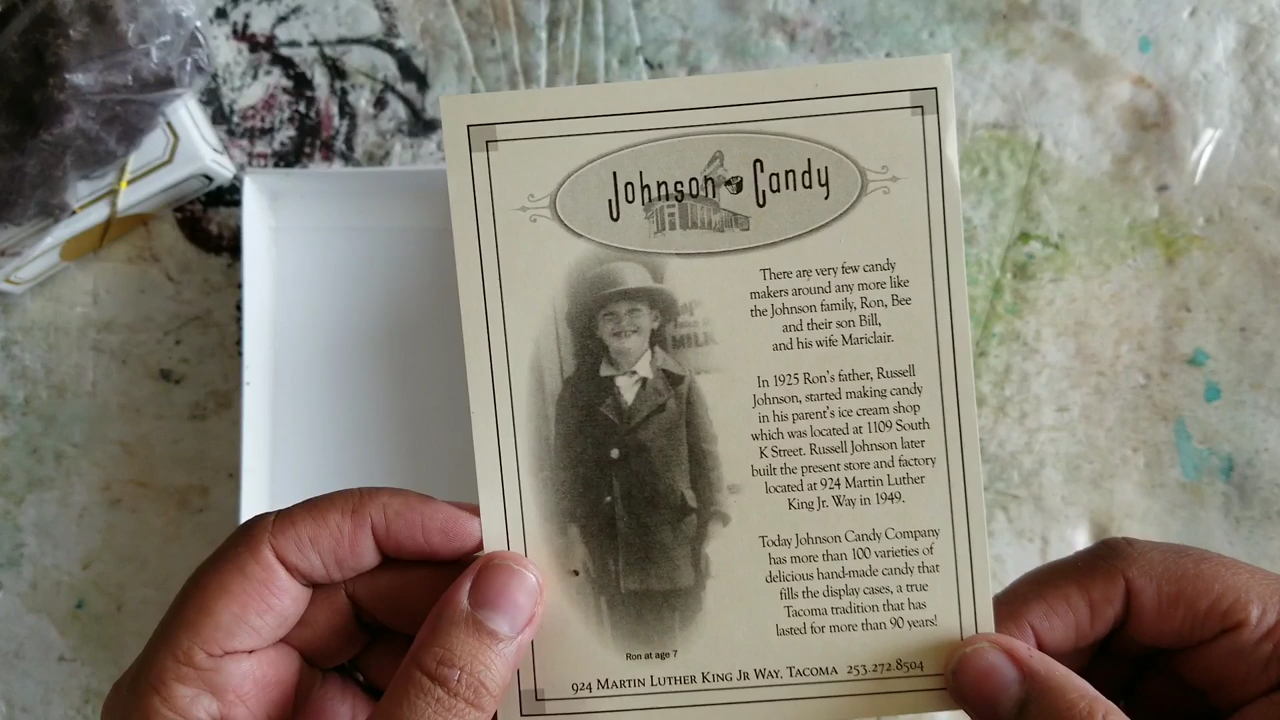 Johnson Candy
There are very few candy
makers around any more like
the Johnson family, Ron, Bee
and their son Bill,
and his wife Mariclair.
In 1925 Ron's father, Russell
Johnson, started making candy
in his parent's ice cream shop
which was located at 1109 South
K Street. Russell Johnson later
built the present store and factory
located at 924 Martin Luther
King Jr. Way in 1949.
Today Johnson Candy Company
has more than 100 varieties of
delicious hand-made candy that
fills the display cases, a true
Tacoma tradition that has
lasted for more than 90 years!
MILK
Ron at age 7
924 Martin Luther King Jr Way, Tacoma 253.272.8504